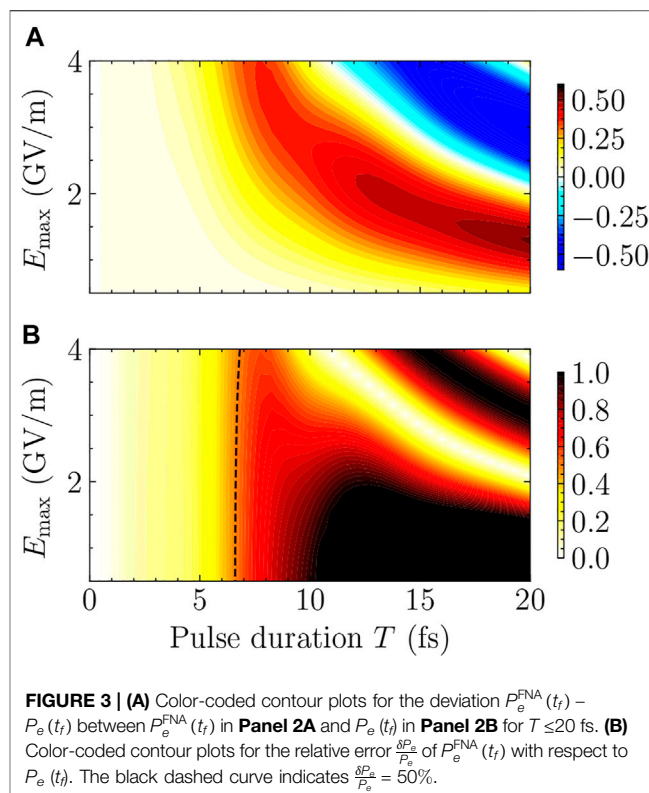 A
4
2
E_max (GV/m)
0.50
0.25
0.00
−0.25
−0.50
B
4
2
E_max (GV/m)
1.0
0.8
0.6
0.4
0.2
0.0
0 5 10 15 20
Pulse duration T (fs)
FIGURE 3 | (A) Color-coded contour plots for the deviation P_e^FNA (t_f) –
P_e (t_f) between P_e^FNA (t_f) in Panel 2A and P_e (t_f) in Panel 2B for T ≤20 fs. (B)
Color-coded contour plots for the relative error δP_e/P_e of P_e^FNA (t_f) with respect to
P_e (t_f). The black dashed curve indicates δP_e/P_e = 50%.